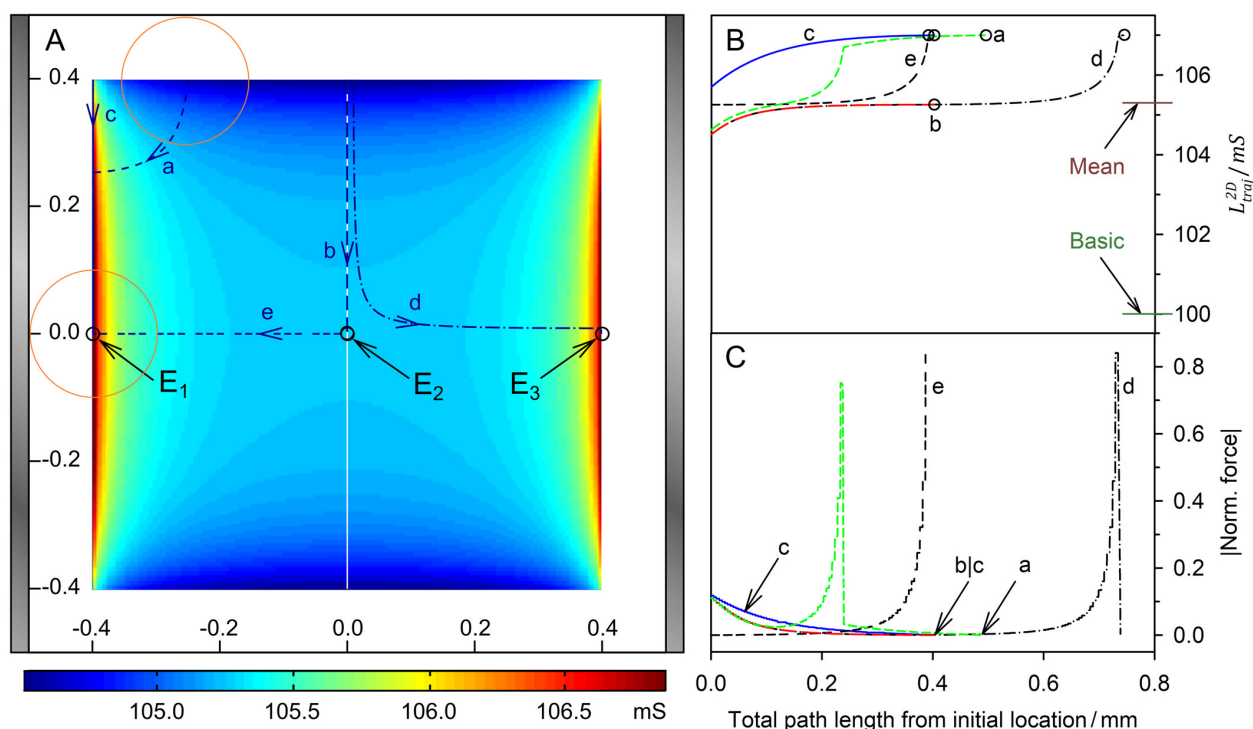 A
0.4
0.2
0.0
-0.2
-0.4
c
a
b
d
e
E1
E2
E3
-0.4
-0.2
0.0
0.2
0.4
105.0
105.5
106.0
106.5
mS
B
c
e
a
d
b
Mean
Basic
106
104
102
100
L^2D_traj / mS
C
c
e
b|c
a
d
0.8
0.6
0.4
0.2
0.0
|Norm. force|
0.0
0.2
0.4
0.6
0.8
Total path length from initial location / mm